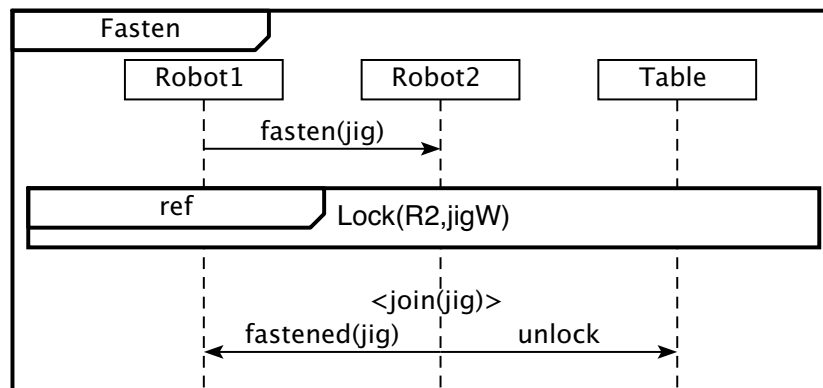 Fasten
Robot1 Robot2 Table
fasten(jig)
ref
Lock(R2,jigW)
<join(jig)>
fastened(jig) unlock